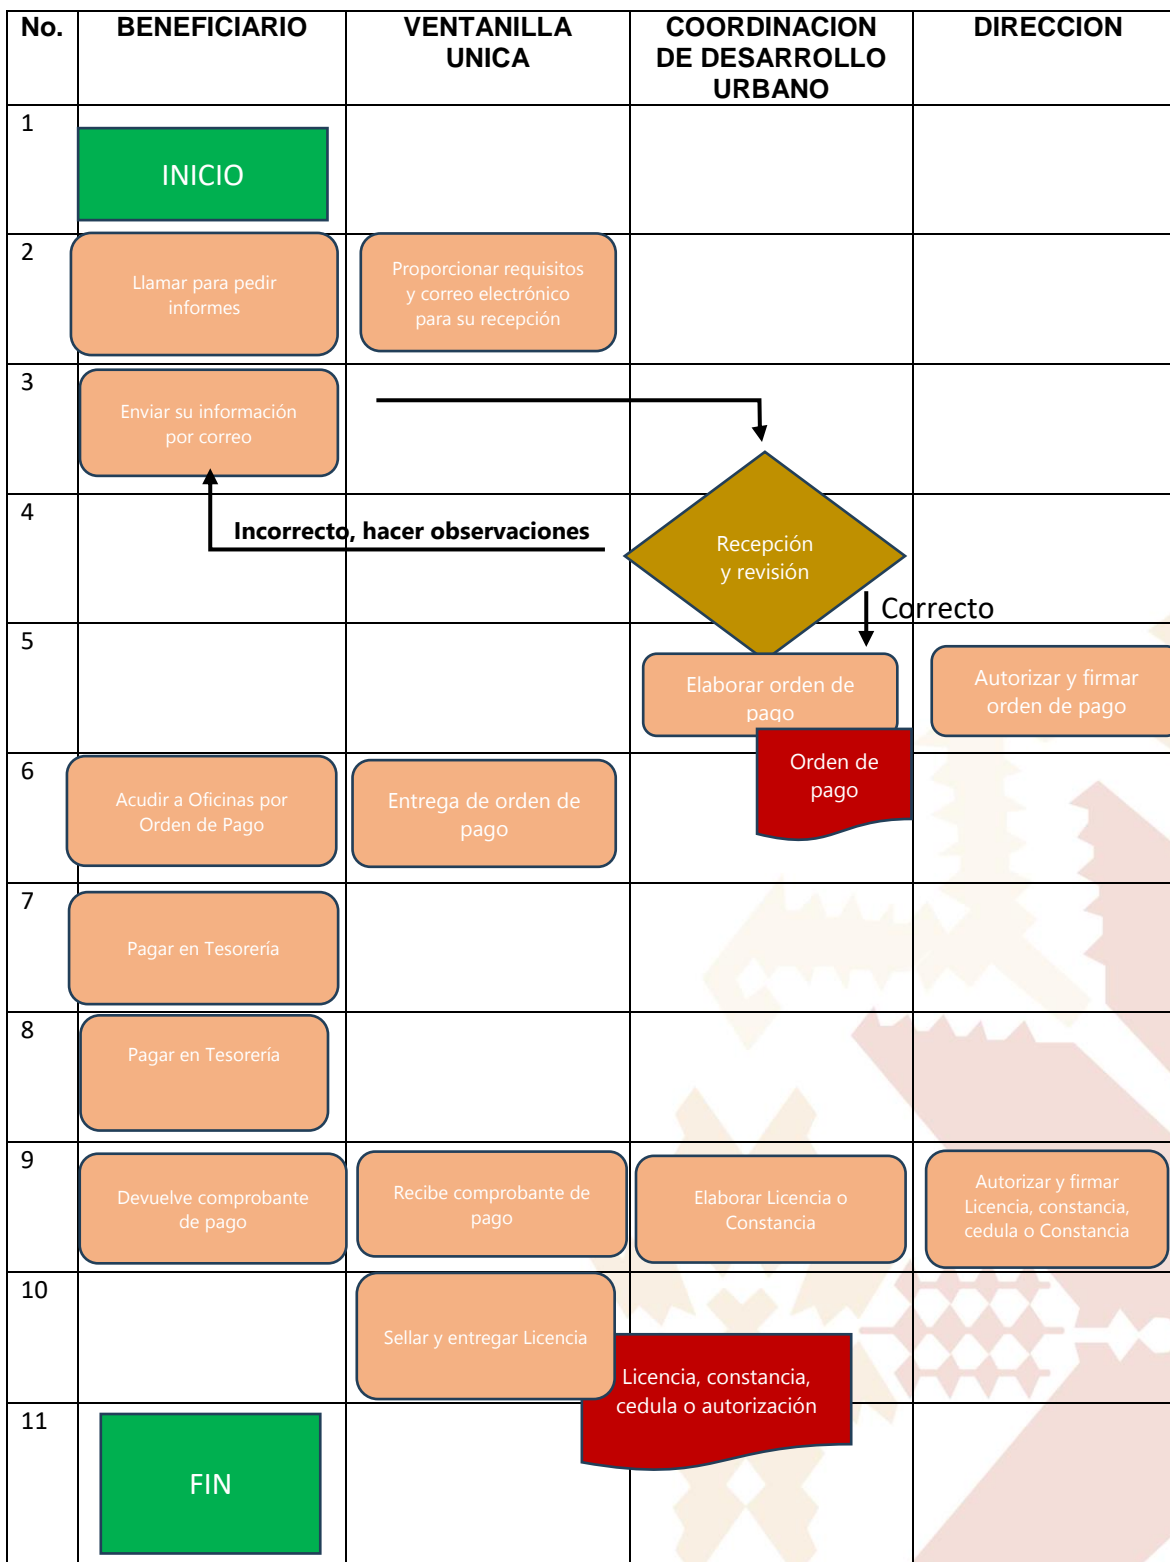 No.
BENEFICIARIO
VENTANILLA
UNICA
COORDINACION
DE DESARROLLO
URBANO
DIRECCION
1
INICIO
2
Llamar para pedir
informes
Proporcionar requisitos
y correo electrónico
para su recepción
3
Enviar su información
por correo
4
Incorrecto, hacer observaciones
Recepción
y revisión
Correcto
5
Elaborar orden de
pago
Autorizar y firmar
orden de pago
Orden de
pago
6
Acudir a Oficinas por
Orden de Pago
Entrega de orden de
pago
7
Pagar en Tesorería
8
Pagar en Tesorería
9
Devuelve comprobante
de pago
Recibe comprobante de
pago
Elaborar Licencia o
Constancia
Autorizar y firmar
Licencia, constancia,
cedula o Constancia
10
Sellar y entregar Licencia
Licencia, constancia,
cedula o autorización
11
FIN